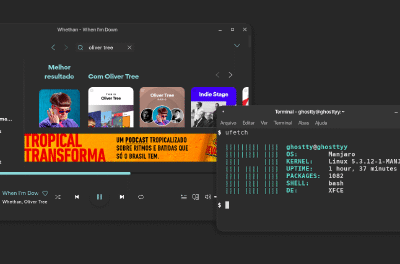 Whethan - When I'm Down
oliver tree
Melhor
resultado
Com Oliver Tree
Oliver Tree
Oliver Tree
Indie Stage
TROPICAL
TRANSFORMA
UM PODCAST TROPICALIZADO
SOBRE RITMOS E BATIDAS QUE
SÓ O BRASIL TEM.
When I'm Dow
Whethan, Oliver Tree
Terminal - ghostty@ghosttyy:~
Arquivo Editar Ver Terminal Abas Ajuda
$ ufetch
ghostty@ghosttyy
OS: Manjaro
KERNEL: Linux 5.3.12-1-MANJ
UPTIME: 1 hour, 37 minutes
PACKAGES: 1082
SHELL: bash
DE: XFCE
$